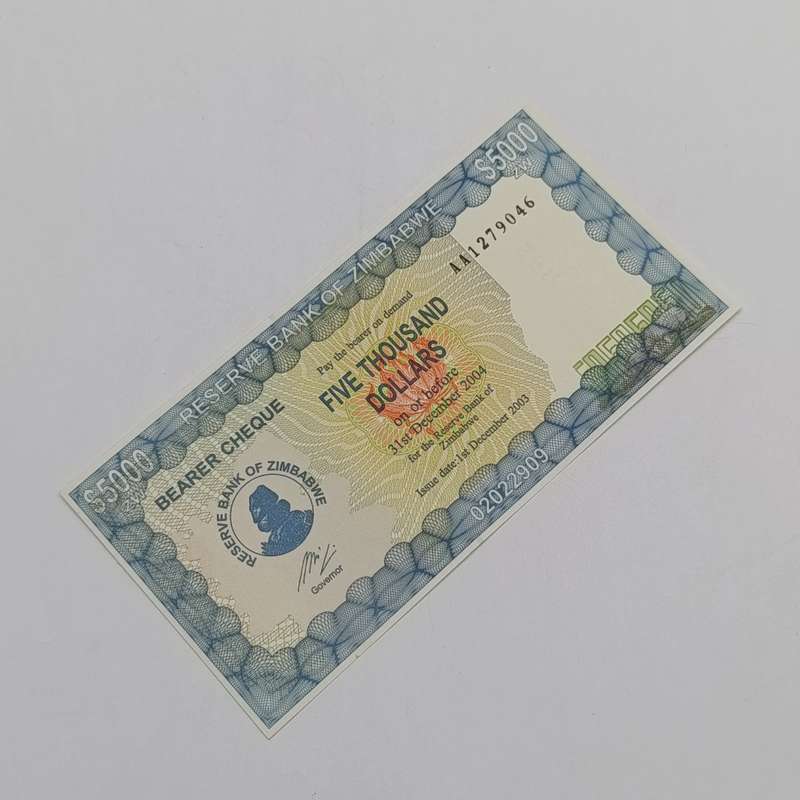 RESERVE BANK OF ZIMBABWE
$5000
ZW
$5000
ZW
AA1279046
BEARER CHEQUE
Pay the bearer on demand
FIVE THOUSAND
DOLLARS
on or before
31st December 2004
for the Reserve Bank of
Zimbabwe
Issue date-1st December 2003
RESERVE BANK OF ZIMBABWE
Governor
02022909